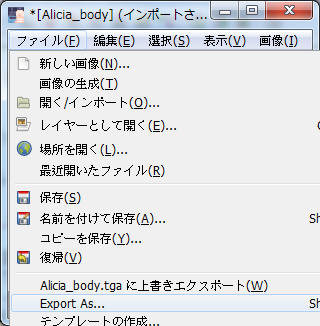 *[Alicia_body] (インポートさ...
ファイル(F) 編集(E) 選択(S) 表示(V) 画像(I)
新しい画像(N)...
画像の生成(T)
開く/インポート(O)...
レイヤーとして開く(E)...
場所を開く(L)...
最近開いたファイル(R)
保存(S)
名前を付けて保存(A)... Sh
コピーを保存(Y)...
復帰(V)
Alicia_body.tga に上書きエクスポート(W)
Export As... Sh
テンプレートの作成...